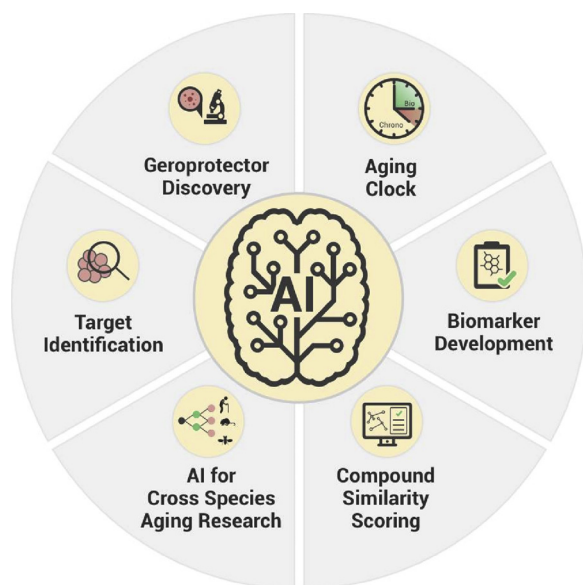 Geroprotector
Discovery
Bio
Chrono
Aging
Clock
Target
Identification
AI
Biomarker
Development
AI for
Cross Species
Aging Research
Compound
Similarity
Scoring